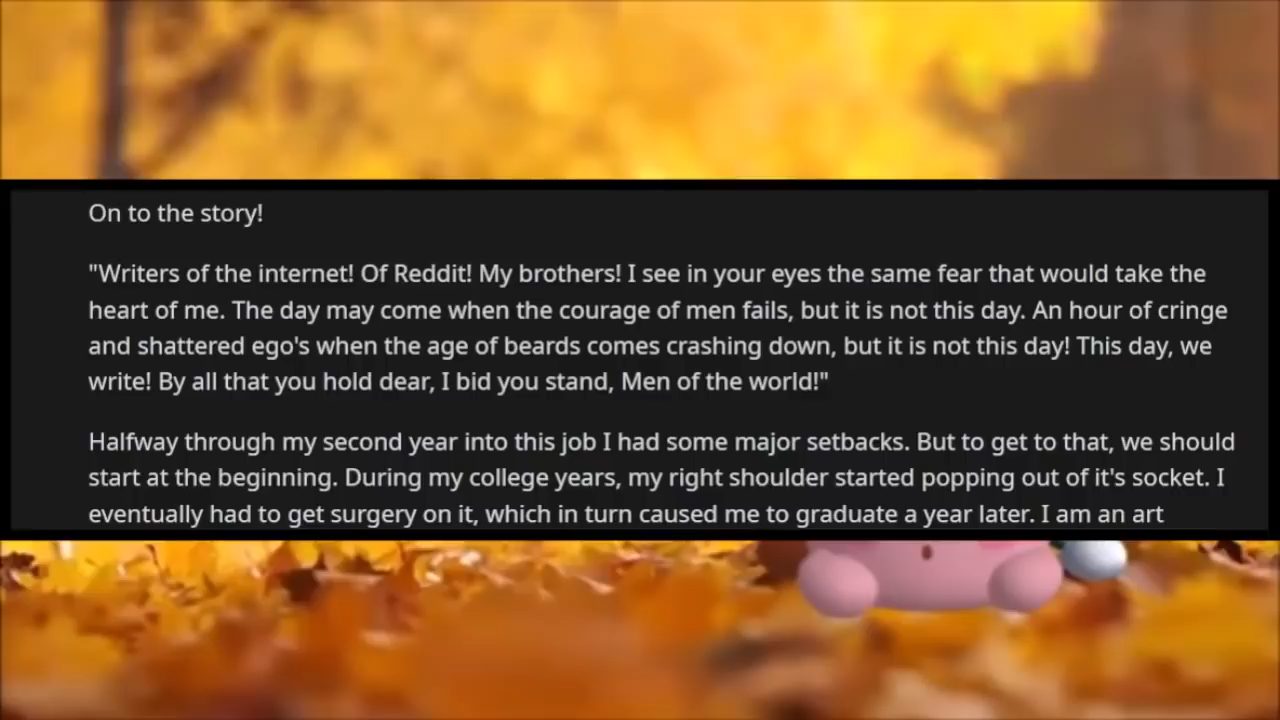 On to the story!
"Writers of the internet! Of Reddit! My brothers! I see in your eyes the same fear that would take the
heart of me. The day may come when the courage of men fails, but it is not this day. An hour of cringe
and shattered ego's when the age of beards comes crashing down, but it is not this day! This day, we
write! By all that you hold dear, I bid you stand, Men of the world!"
Halfway through my second year into this job I had some major setbacks. But to get to that, we should
start at the beginning. During my college years, my right shoulder started popping out of it's socket. I
eventually had to get surgery on it, which in turn caused me to graduate a year later. I am an art